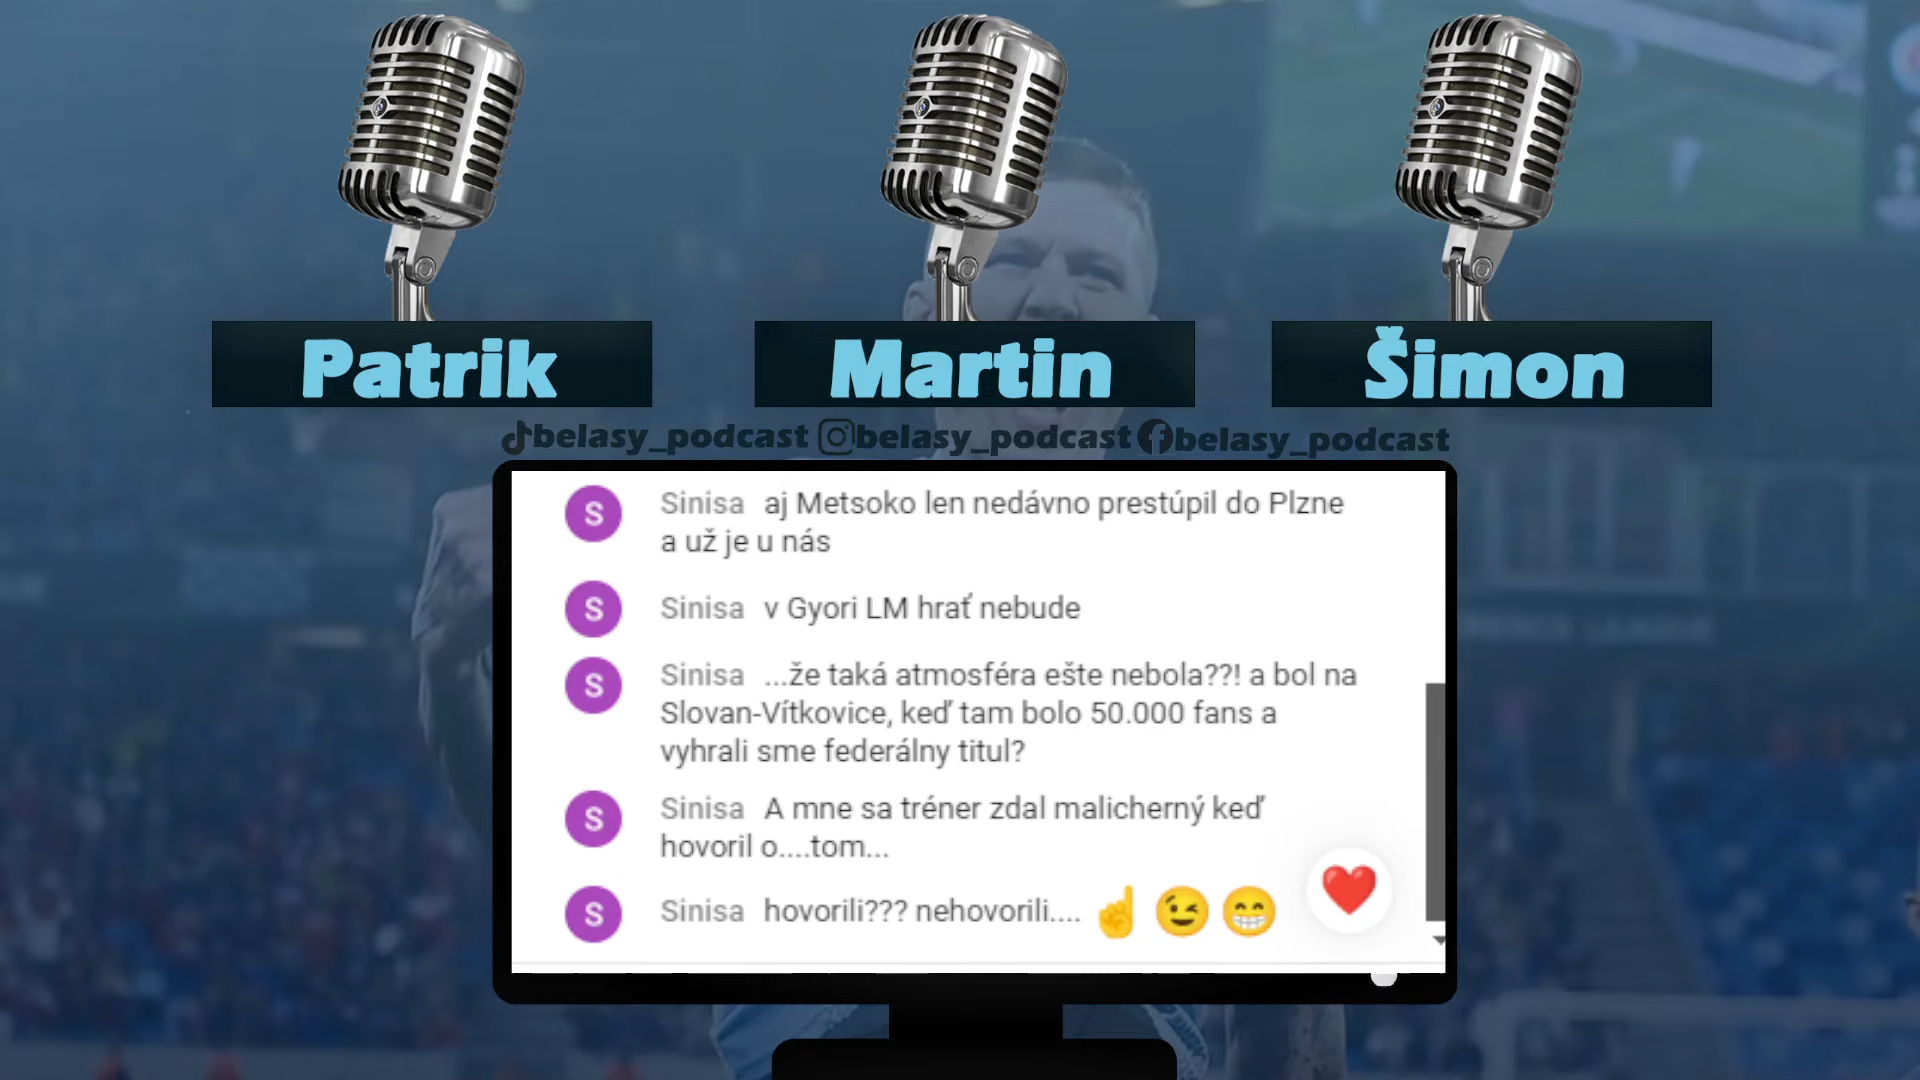 Patrik
Martin
Šimon
belasy_podcast belasy_podcast belasy_podcast
S
Sinisa aj Metsoko len nedávno prestúpil do Plzne
a už je u nás
S
Sinisa v Gyori LM hrať nebude
S
Sinisa ...že taká atmosféra ešte nebola??! a bol na
Slovan-Vítkovice, keď tam bolo 50.000 fans a
vyhrali sme federálny titul?
S
Sinisa A mne sa tréner zdal malicherný keď
hovoril o....tom...
S
Sinisa hovorili??? nehovorili.... ☝😉😁